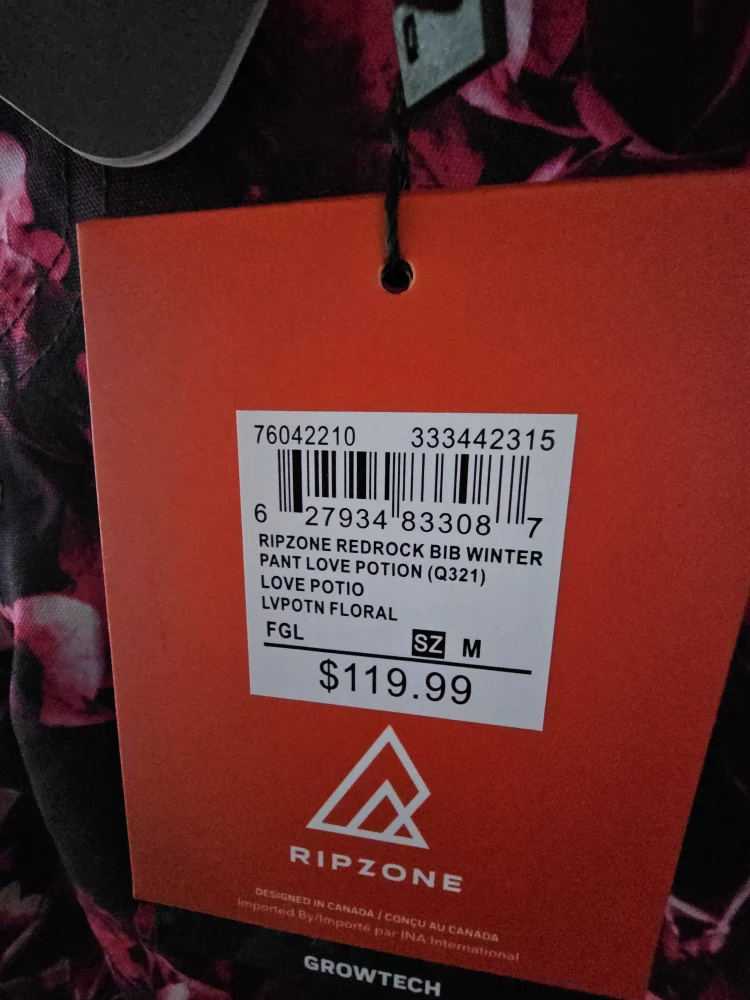 76042210 333442315
6 27934 83308 7
RIPZONE REDROCK BIB WINTER
PANT LOVE POTION (Q321)
LOVE POTIO
LVPOTN FLORAL
FGL SZ M
$119.99
RIPZONE
DESIGNED IN CANADA / CONÇU AU CANADA
Imported By/Importé par INA International
GROWTECH